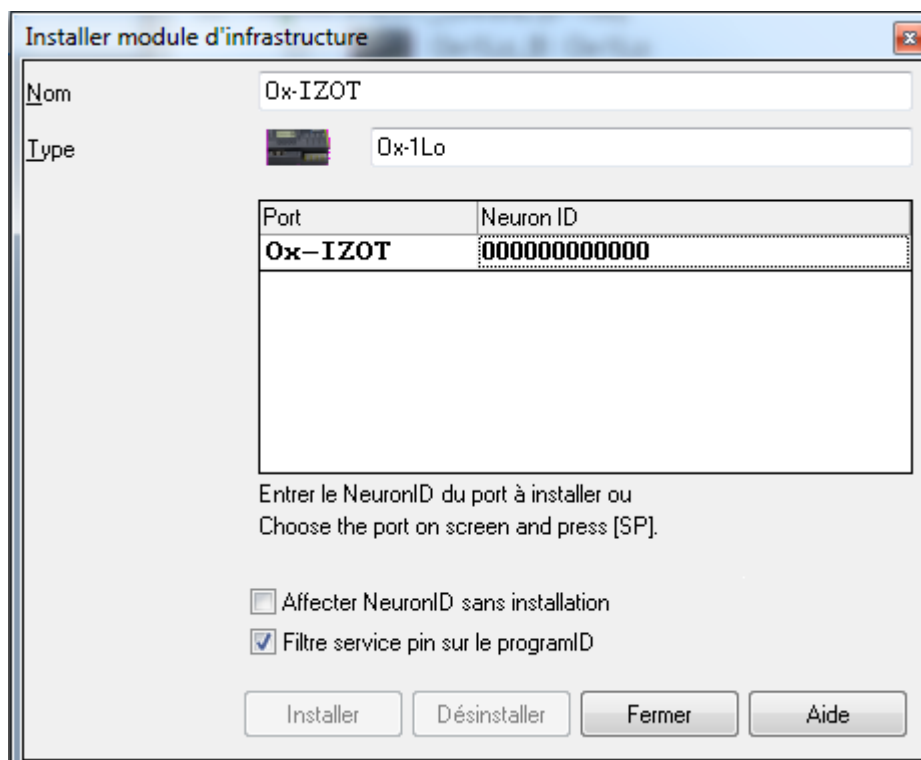 Installer module d'infrastructure
Nom
Ox-IZOT
Type
Ox-1Lo
Port Neuron ID
Ox-IZOT 000000000000
Entrer le NeuronID du port à installer ou
Choose the port on screen and press [SP].
Affecter NeuronID sans installation
Filtre service pin sur le programID
Installer Désinstaller Fermer Aide